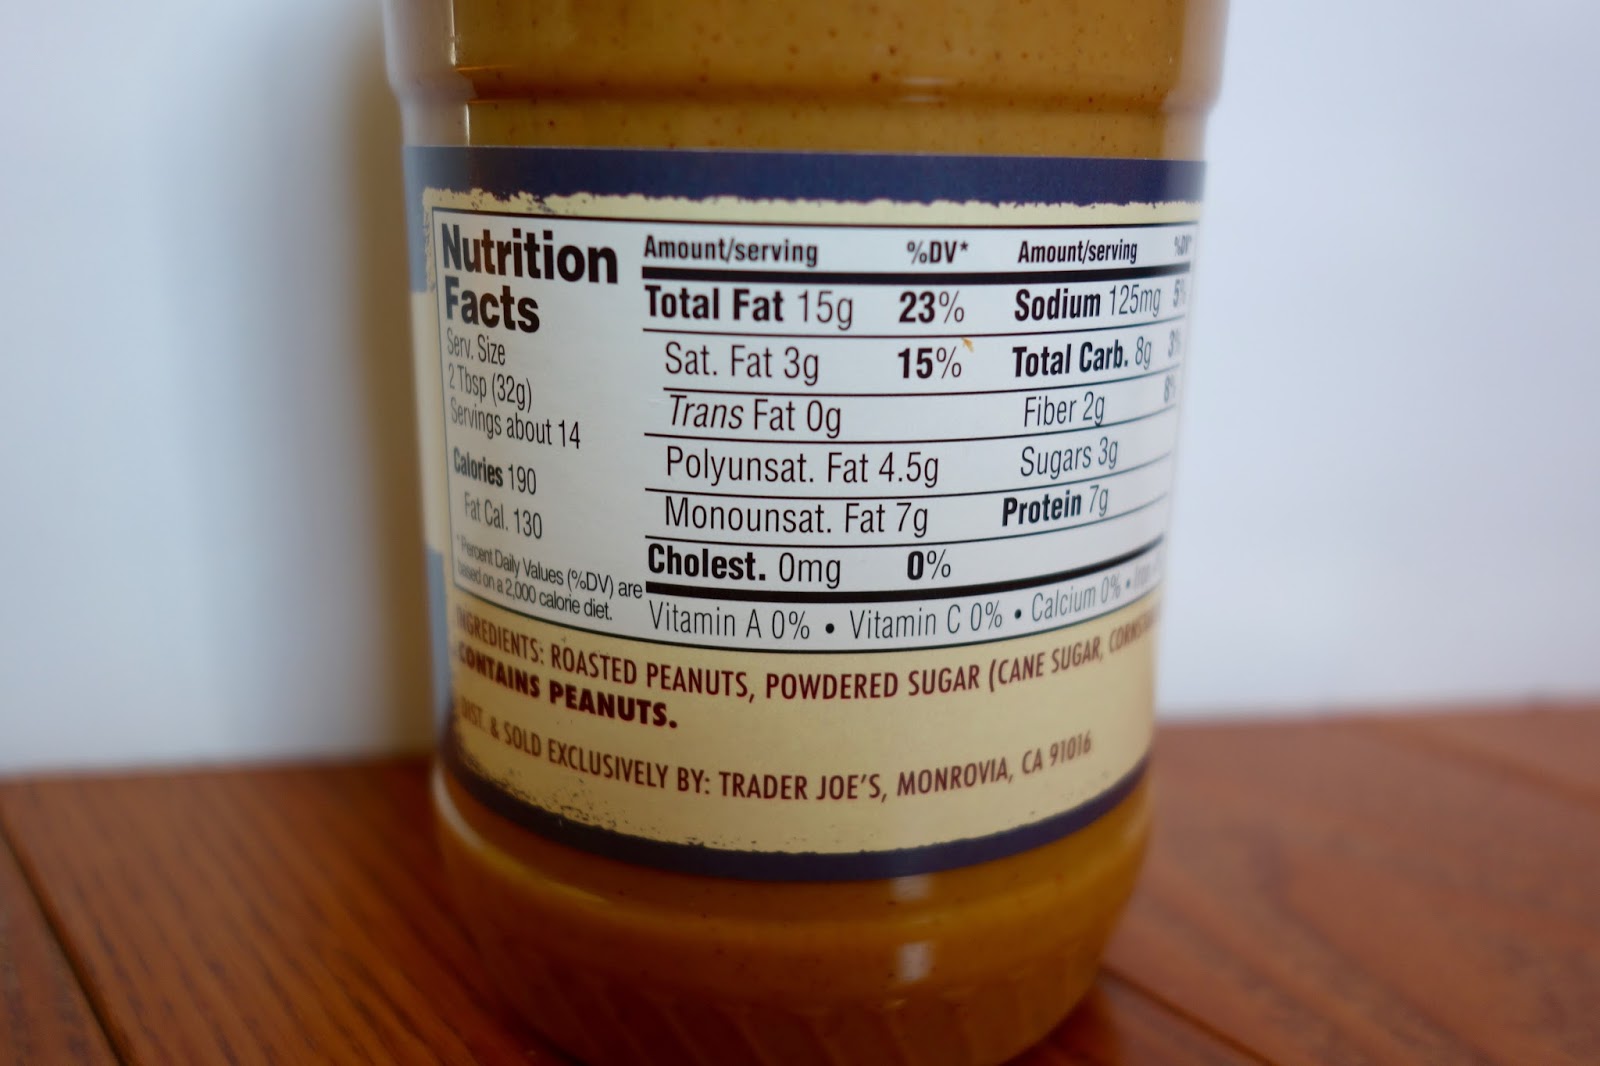 Nutrition
Facts
Serv. Size
2 Tbsp (32g)
Servings about 14
Calories 190
Fat Cal. 130
*Percent Daily Values (%DV) are
based on a 2,000 calorie diet.
Amount/serving %DV*
Total Fat 15g 23%
Sat. Fat 3g 15%
Trans Fat 0g
Polyunsat. Fat 4.5g
Monounsat. Fat 7g
Cholest. 0mg 0%
Amount/serving %DV*
Sodium 125mg 5%
Total Carb. 8g 3%
Fiber 2g 8%
Sugars 3g
Protein 7g
Vitamin A 0% • Vitamin C 0% • Calcium 0% •
INGREDIENTS: ROASTED PEANUTS, POWDERED SUGAR (CANE SUGAR,
CONTAINS PEANUTS.
DIST. & SOLD EXCLUSIVELY BY: TRADER JOE'S, MONROVIA, CA 91016